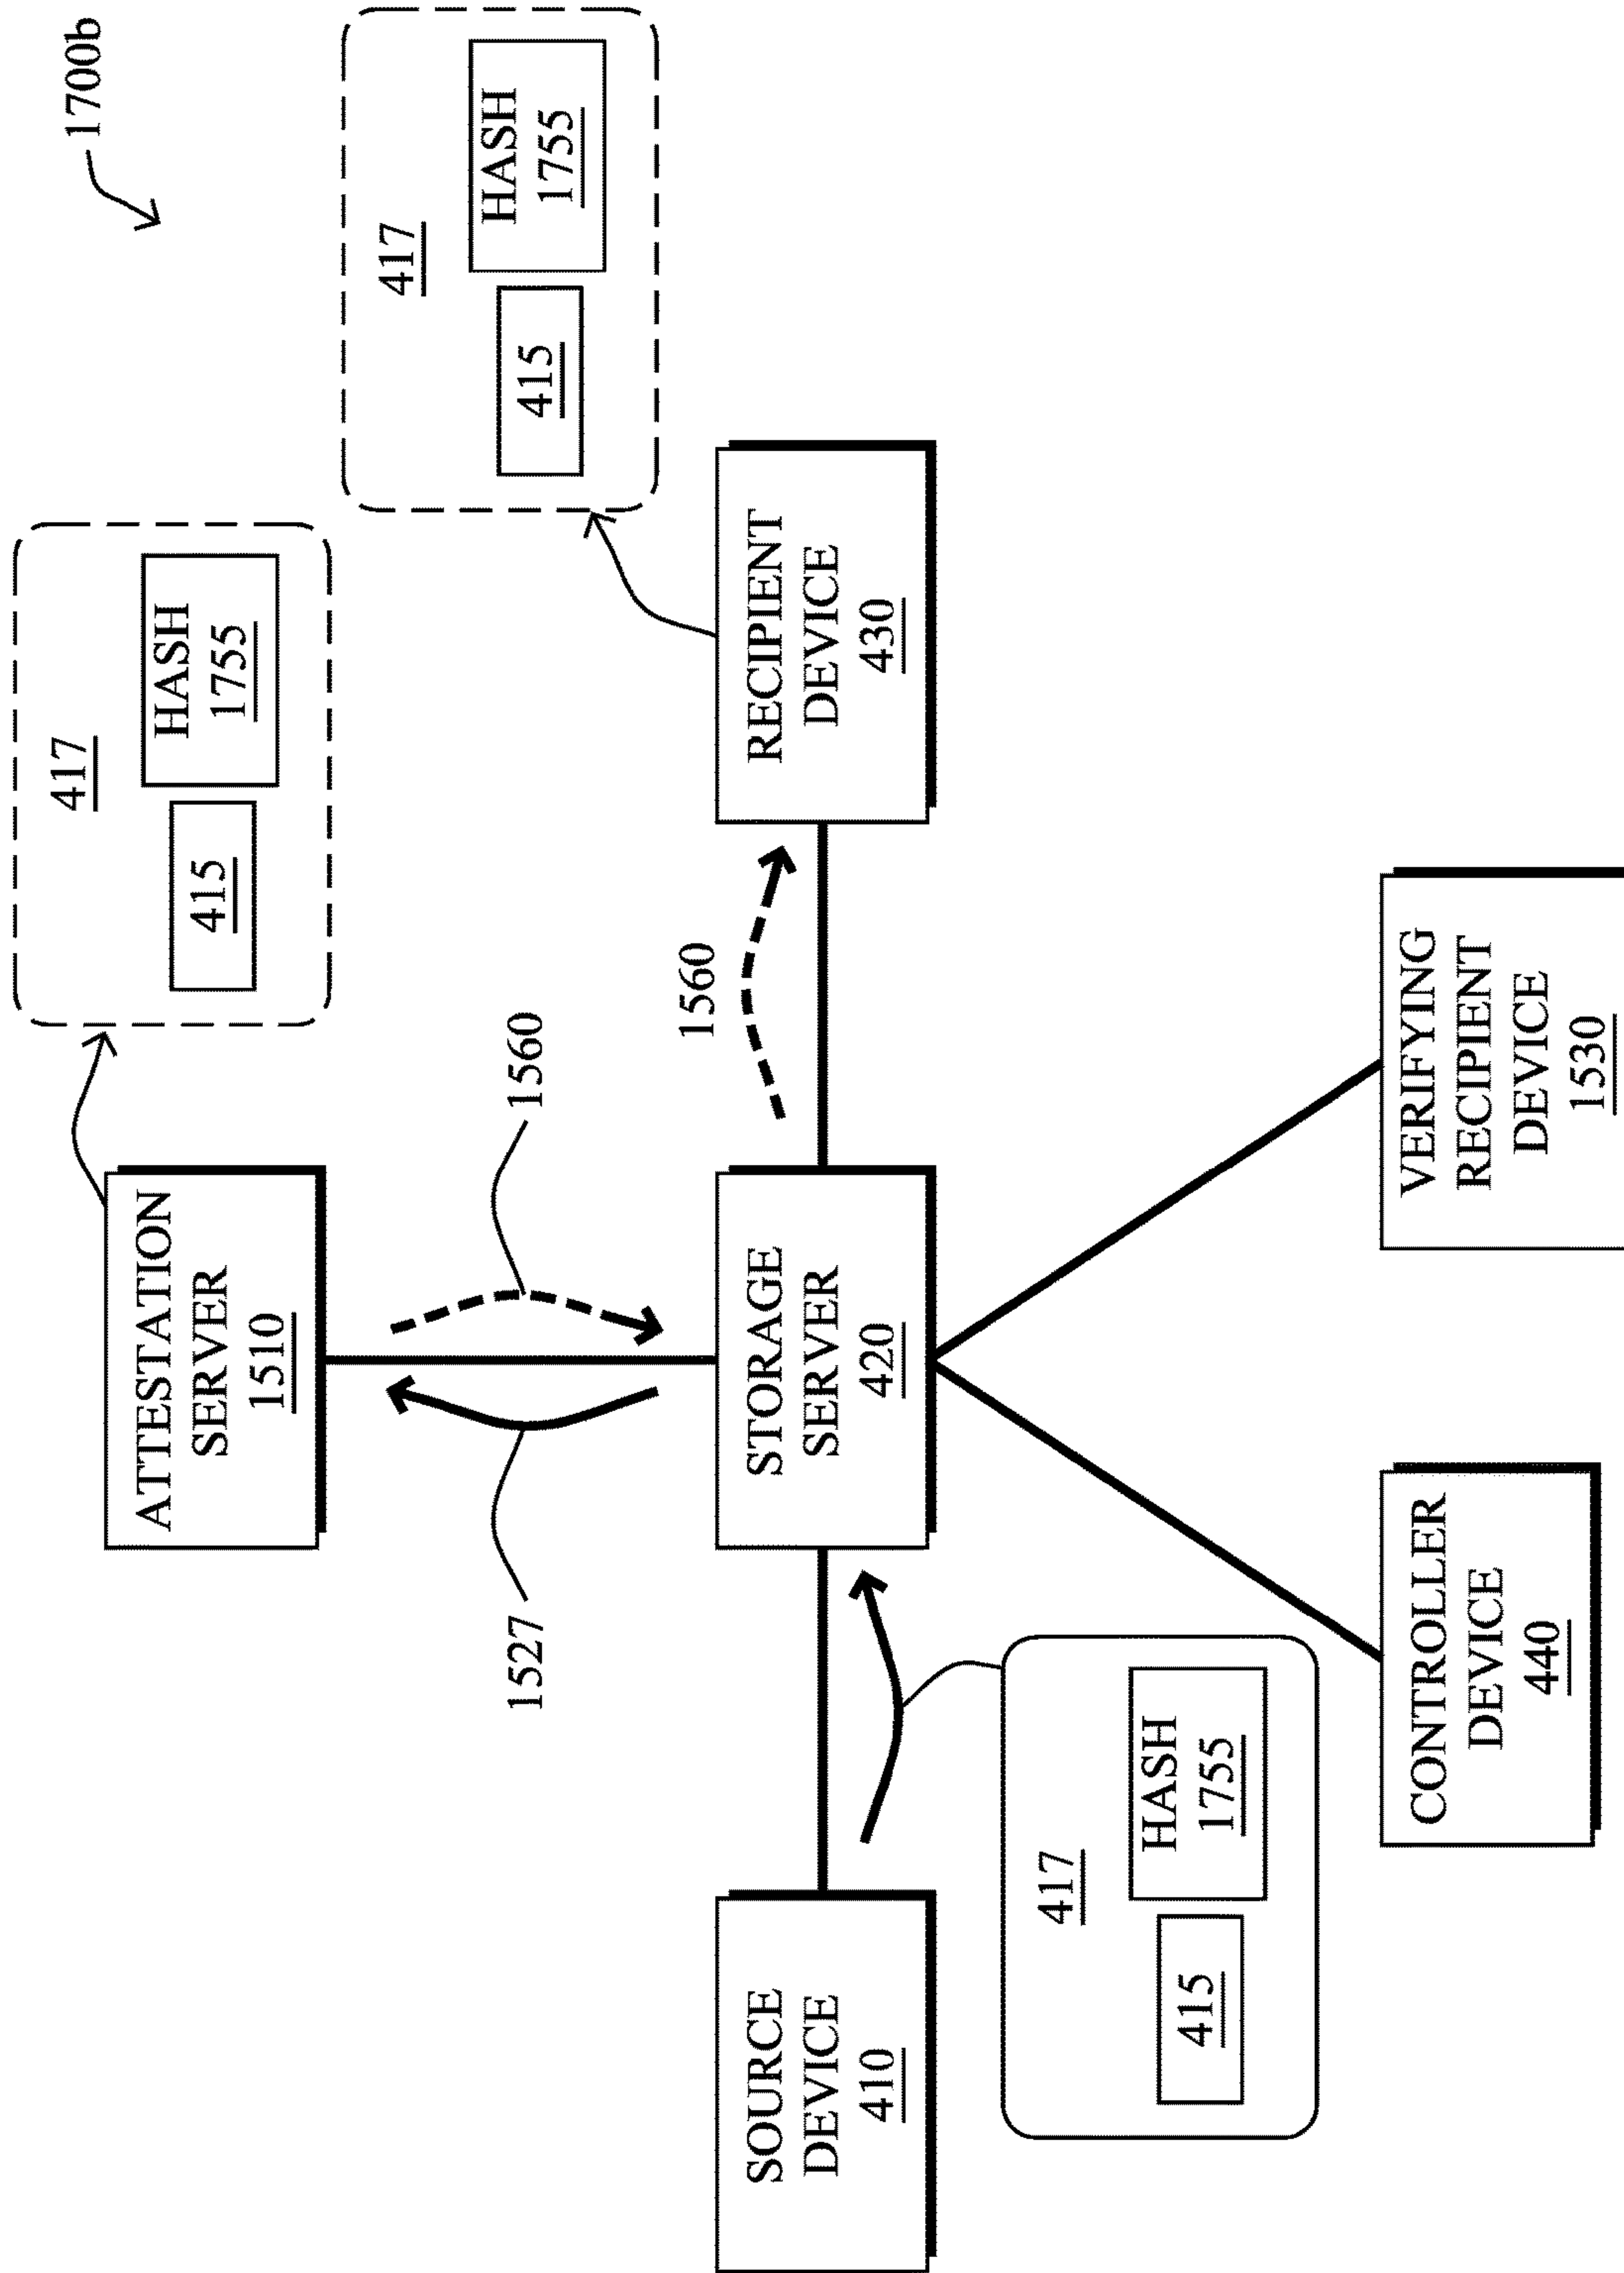 1700b
417
415
HASH
1755
417
415
HASH
1755
ATTESTATION
SERVER
1510
1527
1560
1560
SOURCE
DEVICE
410
STORAGE
SERVER
420
RECIPIENT
DEVICE
430
417
415
HASH
1755
CONTROLLER
DEVICE
440
VERIFYING
RECIPIENT
DEVICE
1530